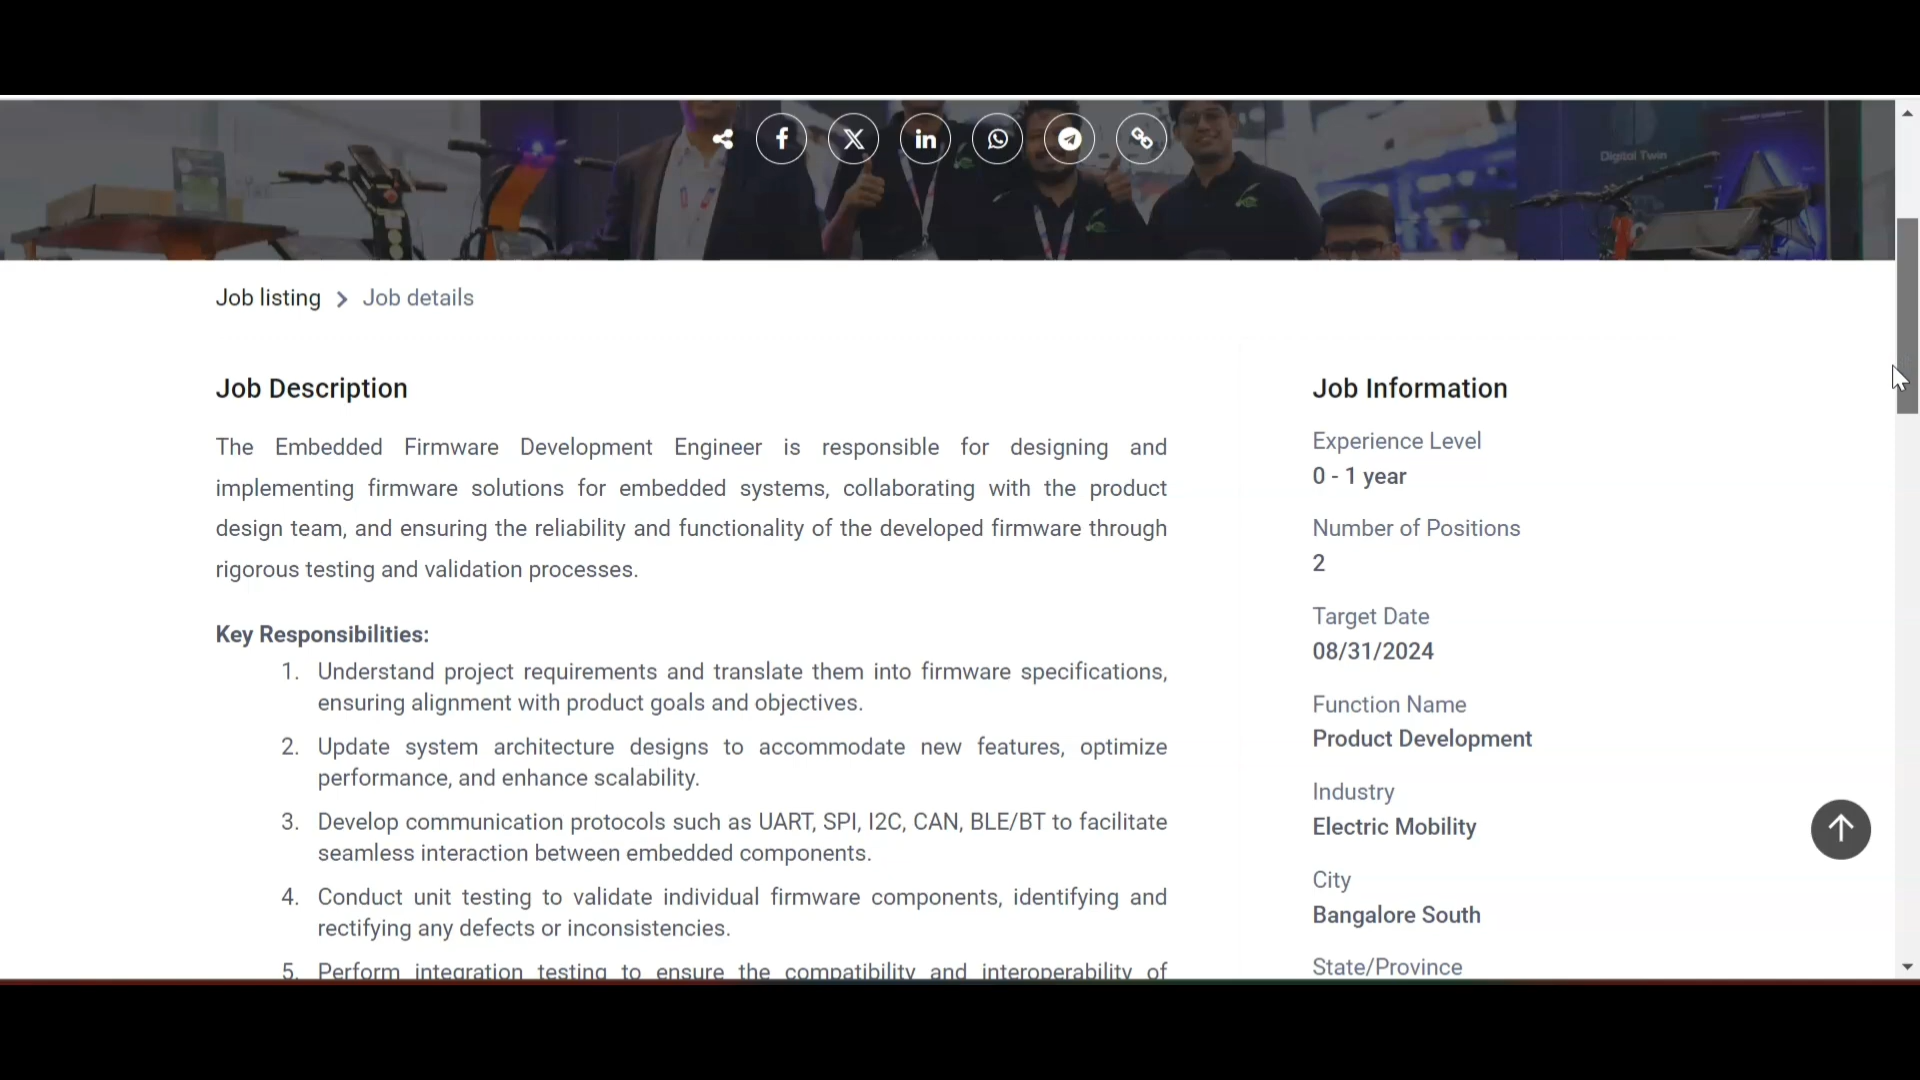 Digital Twin
Job listing > Job details
Job Description
The Embedded Firmware Development Engineer is responsible for designing and
implementing firmware solutions for embedded systems, collaborating with the product
design team, and ensuring the reliability and functionality of the developed firmware through
rigorous testing and validation processes.
Key Responsibilities:
1. Understand project requirements and translate them into firmware specifications,
ensuring alignment with product goals and objectives.
2. Update system architecture designs to accommodate new features, optimize
performance, and enhance scalability.
3. Develop communication protocols such as UART, SPI, I2C, CAN, BLE/BT to facilitate
seamless interaction between embedded components.
4. Conduct unit testing to validate individual firmware components, identifying and
rectifying any defects or inconsistencies.
5. Perform integration testing to ensure the compatibility and interoperability of
Job Information
Experience Level
0 - 1 year
Number of Positions
2
Target Date
08/31/2024
Function Name
Product Development
Industry
Electric Mobility
City
Bangalore South
State/Province